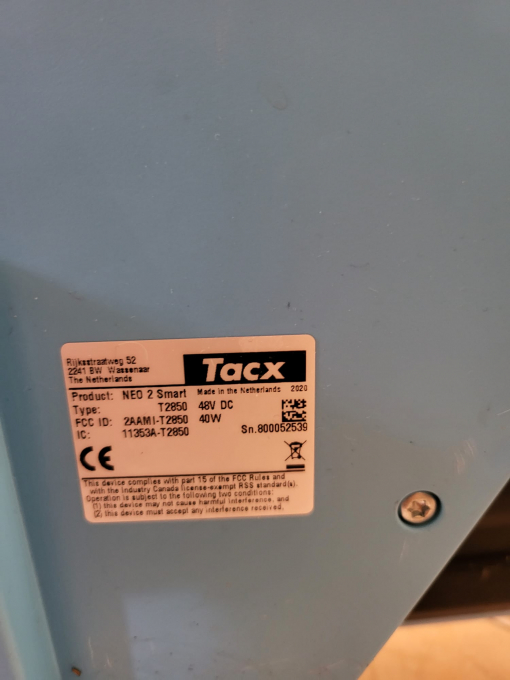 Rijksstraatweg 52
2241 BW Wassenaar
The Netherlands
Tacx
Product: NEO 2 Smart Made in the Netherlands 2020
Type: T2850 48V DC
FCC ID: 2AAMI-T2850 40W
IC: 11353A-T2850 Sn.800052539
CE
This device complies with part 15 of the FCC Rules and
with the Industry Canada license-exempt RSS standard(s).
Operation is subject to the following two conditions:
(1) this device may not cause harmful interference, and
(2) this device must accept any interference received.